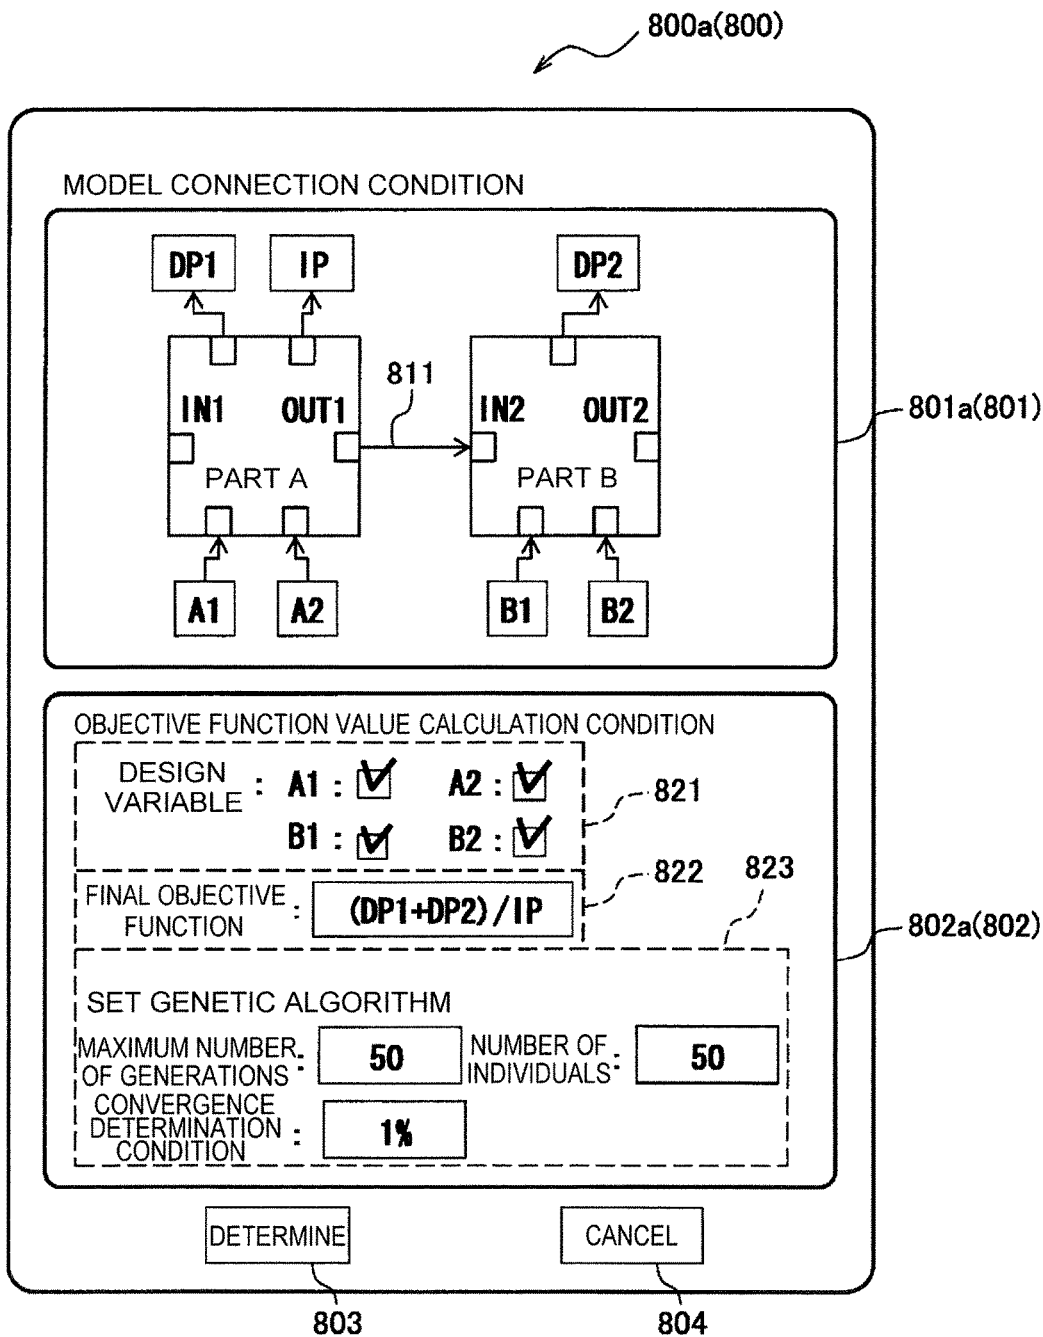 800a(800)
MODEL CONNECTION CONDITION
DP1 IP DP2
811
IN1 OUT1 IN2 OUT2
801a(801)
PART A PART B
A1 A2 B1 B2
OBJECTIVE FUNCTION VALUE CALCULATION CONDITION
DESIGN
VARIABLE : A1 : A2 :
821
B1 : B2 :
822
823
FINAL OBJECTIVE
FUNCTION : (DP1+DP2)/IP
802a(802)
SET GENETIC ALGORITHM
MAXIMUM NUMBER
OF GENERATIONS : 50
NUMBER OF
INDIVIDUALS : 50
CONVERGENCE
DETERMINATION
CONDITION : 1%
DETERMINE CANCEL
803 804